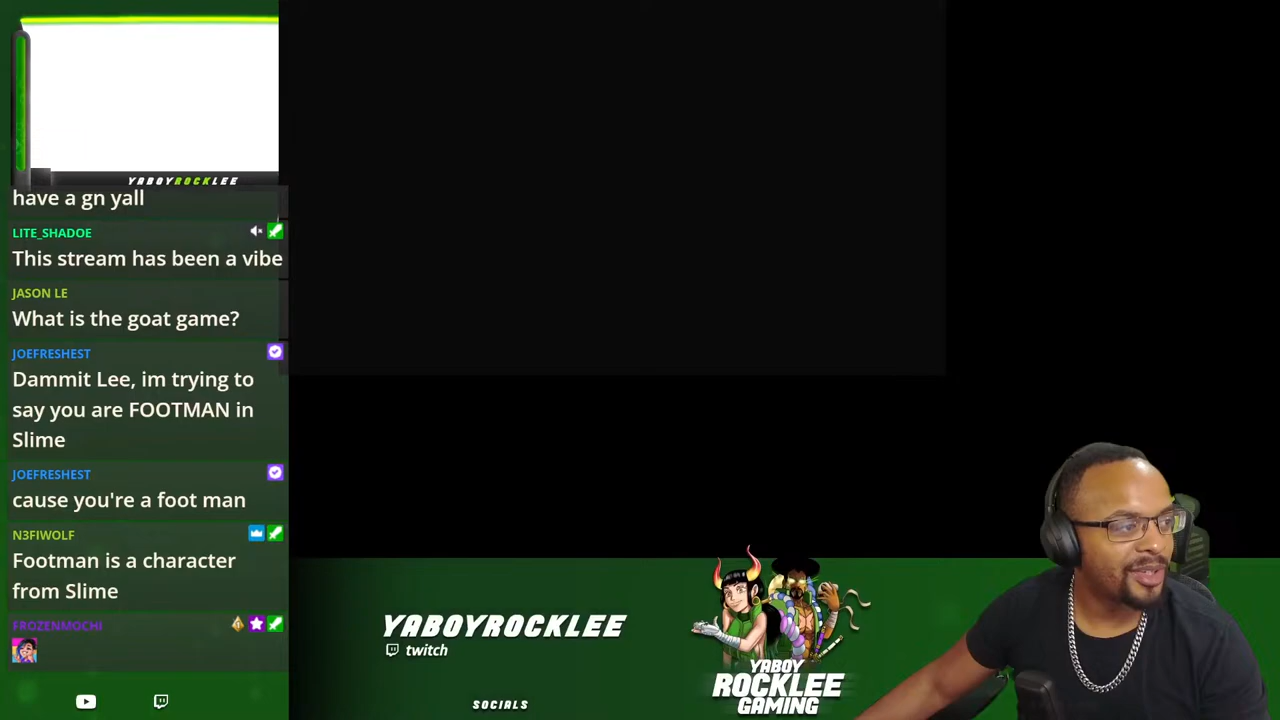 YABOYROCKLEE
have a gn yall
LITE_SHADOE
This stream has been a vibe
JASON LE
What is the goat game?
JOEFRESHEST
Dammit Lee, im trying to
say you are FOOTMAN in
Slime
JOEFRESHEST
cause you're a foot man
N3FIWOLF
Footman is a character
from Slime
FROZENMOCHI
YABOYROCKLEE
twitch
SOCIALS
YABOY
ROCKLEE
GAMING